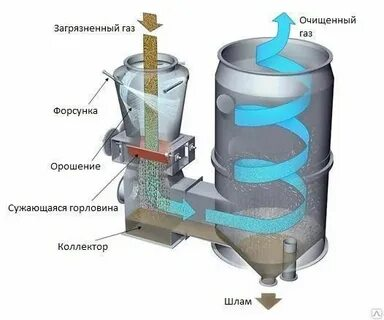 Загрязненный газ
Очищенный
газ
Форсунка
Орошение
Сужающаяся горловина
Коллектор
Шлам